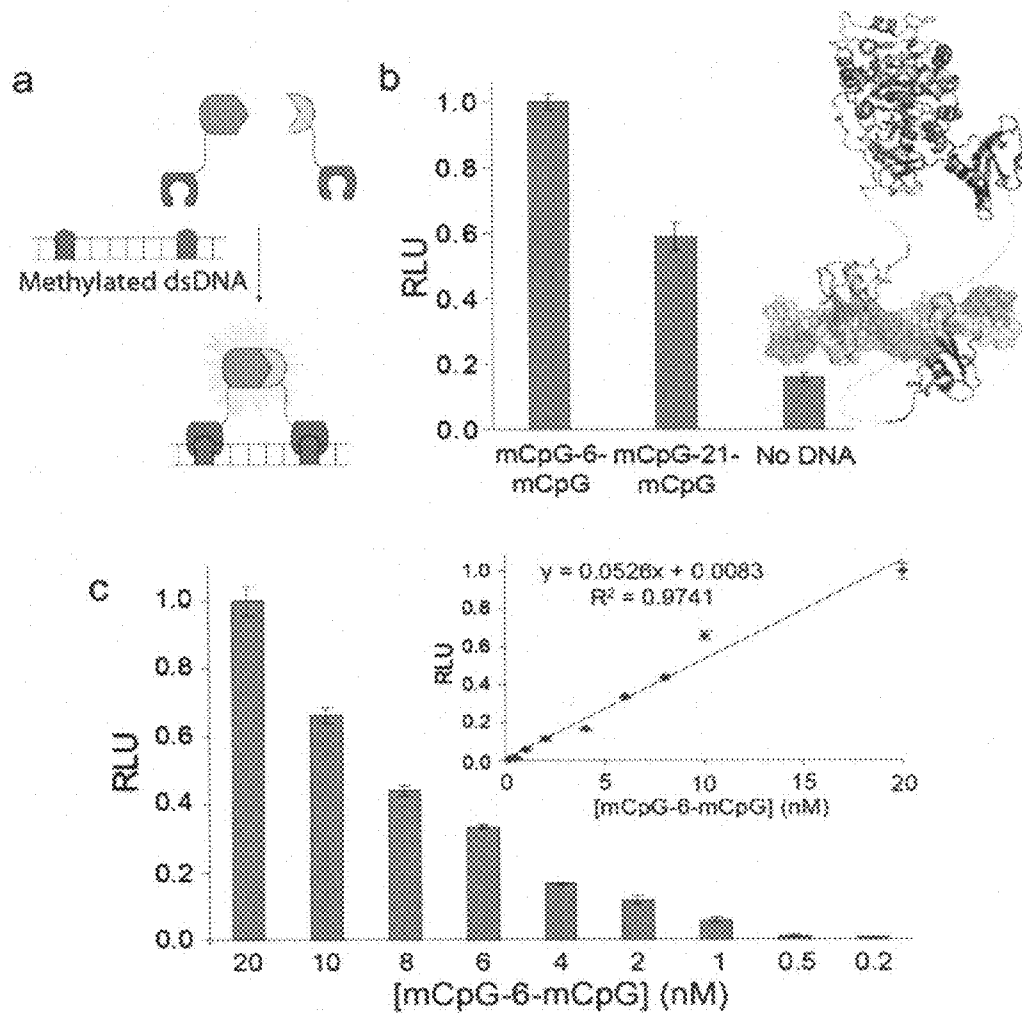 a
Methylated dsDNA
b
RLU
1.0
0.8
0.6
0.4
0.2
0.0
mCpG-6-
mCpG
mCpG-21-
mCpG
No DNA
c
RLU
1.0
0.8
0.6
0.4
0.2
0.0
20 10 8 6 4 2 1 0.5 0.2
[mCpG-6-mCpG] (nM)
y = 0.0526x + 0.0083
R² = 0.9741
RLU
1.0
0.8
0.6
0.4
0.2
0.0
0 5 10 15 20
[mCpG-6-mCpG] (nM)